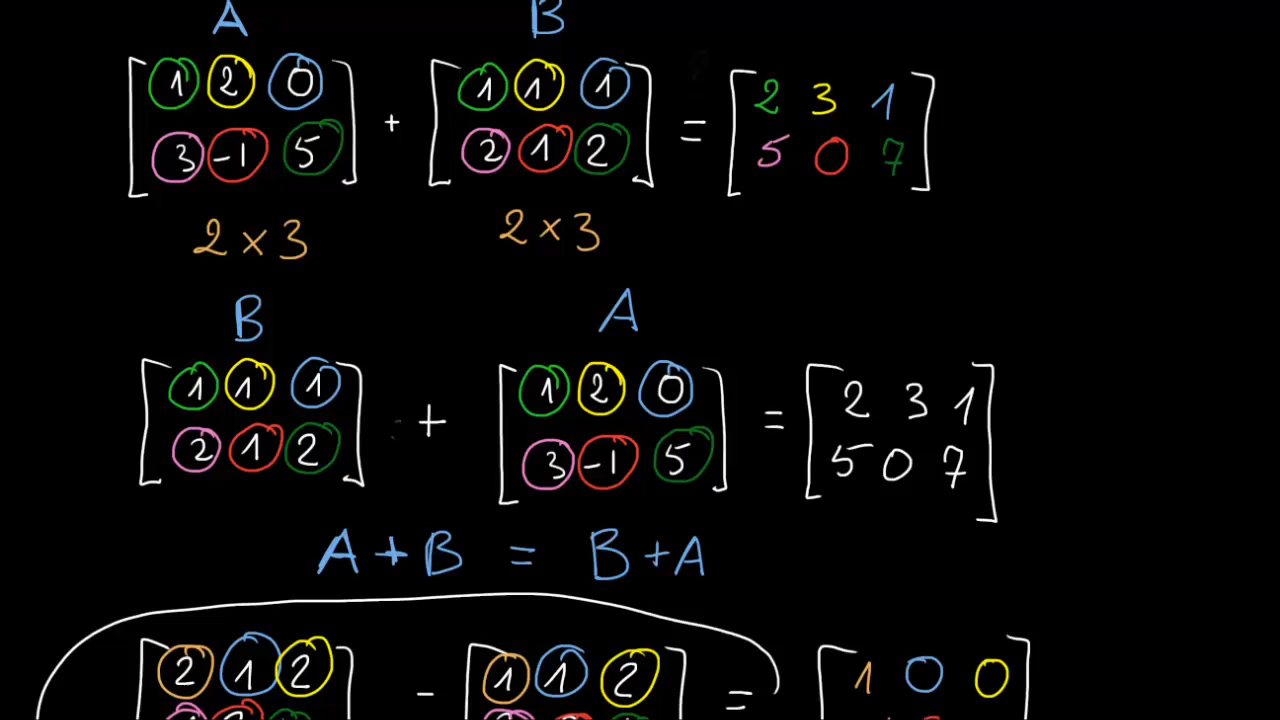 A B
[1 2 0] + [1 1 1] = [2 3 1]
[3 -1 5] [2 1 2] [5 0 7]
2 × 3 2 × 3
B A
[1 1 1] + [1 2 0] = [2 3 1]
[2 1 2] [3 -1 5] [5 0 7]
A + B = B + A
[2 1 2] - [1 1 2] = [1 0 0]